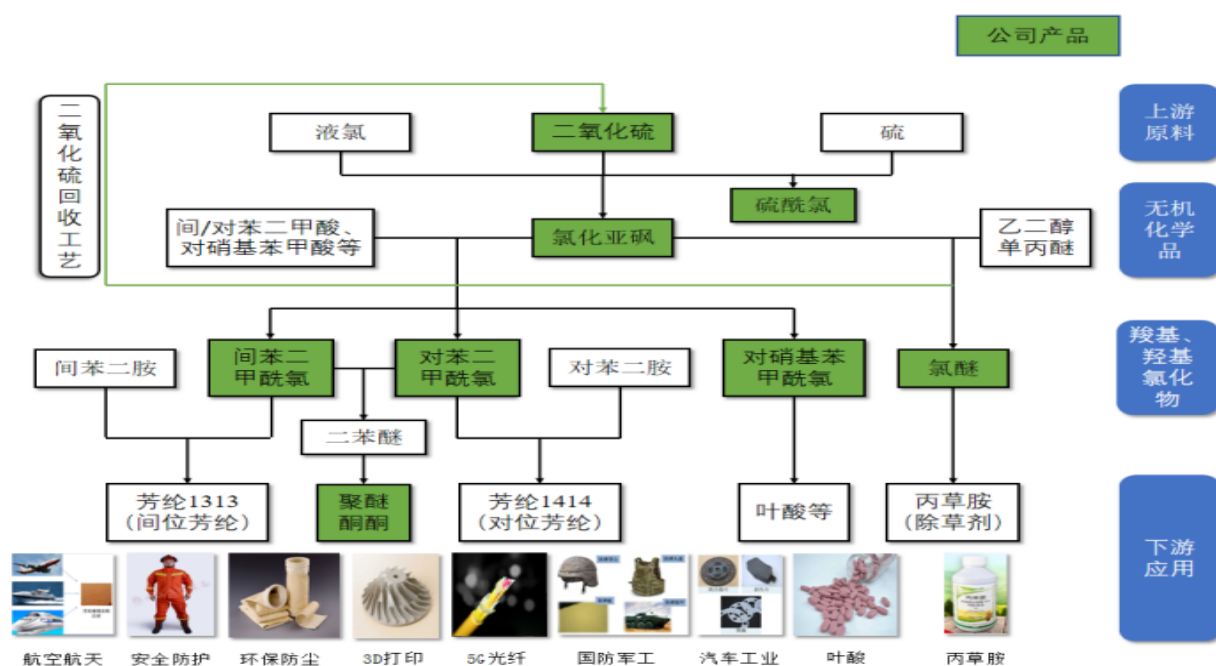 公司产品
二氧化硫回收工艺
液氯
二氧化硫
硫
上游
原料
硫酰氯
间/对苯二甲酸、
对硝基苯甲酸等
氯化亚砜
乙二醇
单丙醚
无机
化学
品
间苯二胺
间苯二
甲酰氯
对苯二
甲酰氯
对苯二胺
对硝基苯
甲酰氯
氯醚
羧基、
羟基
氯化
物
二苯醚
芳纶1313
(间位芳纶)
聚醚
酮酮
芳纶1414
(对位芳纶)
叶酸等
丙草胺
(除草剂)
下游
应用
航空航天
安全防护
环保防尘
3D打印
5G光纤
国防军工
汽车工业
叶酸
丙草胺